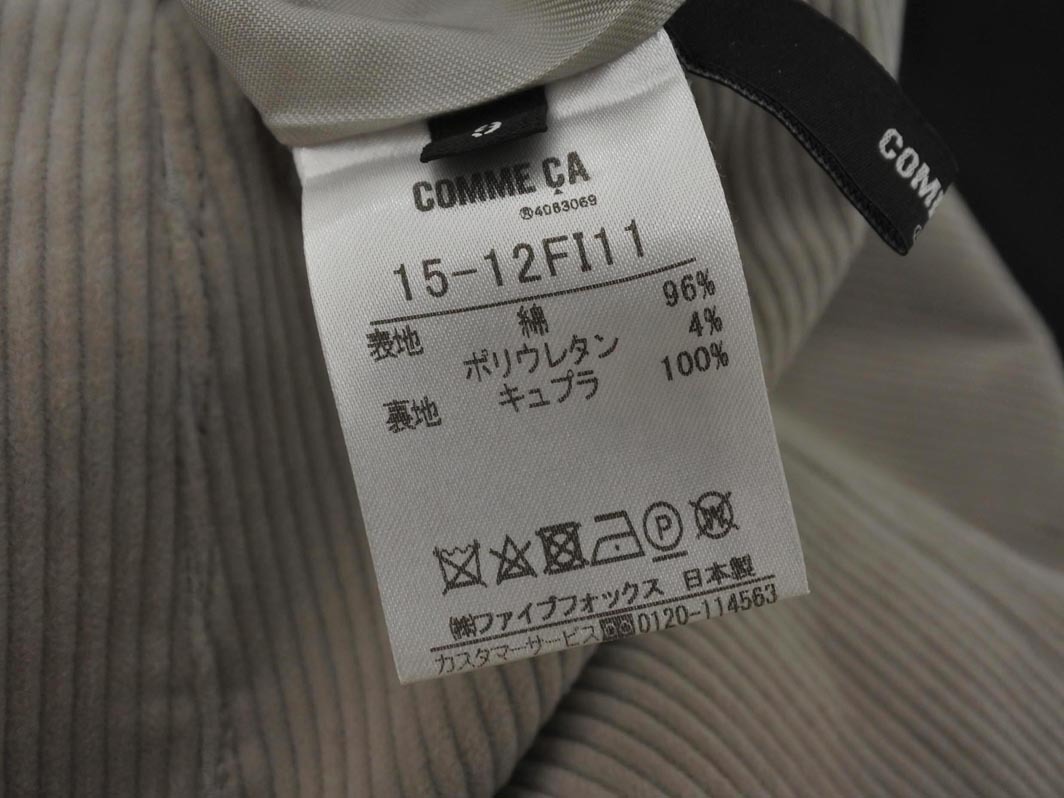 9
COMME ÇA
®4083069
15-12FI11
表地 綿 96%
ポリウレタン 4%
裏地 キュプラ 100%
㈱ファイブフォックス 日本製
カスタマーサービス 0120-114563
COMME